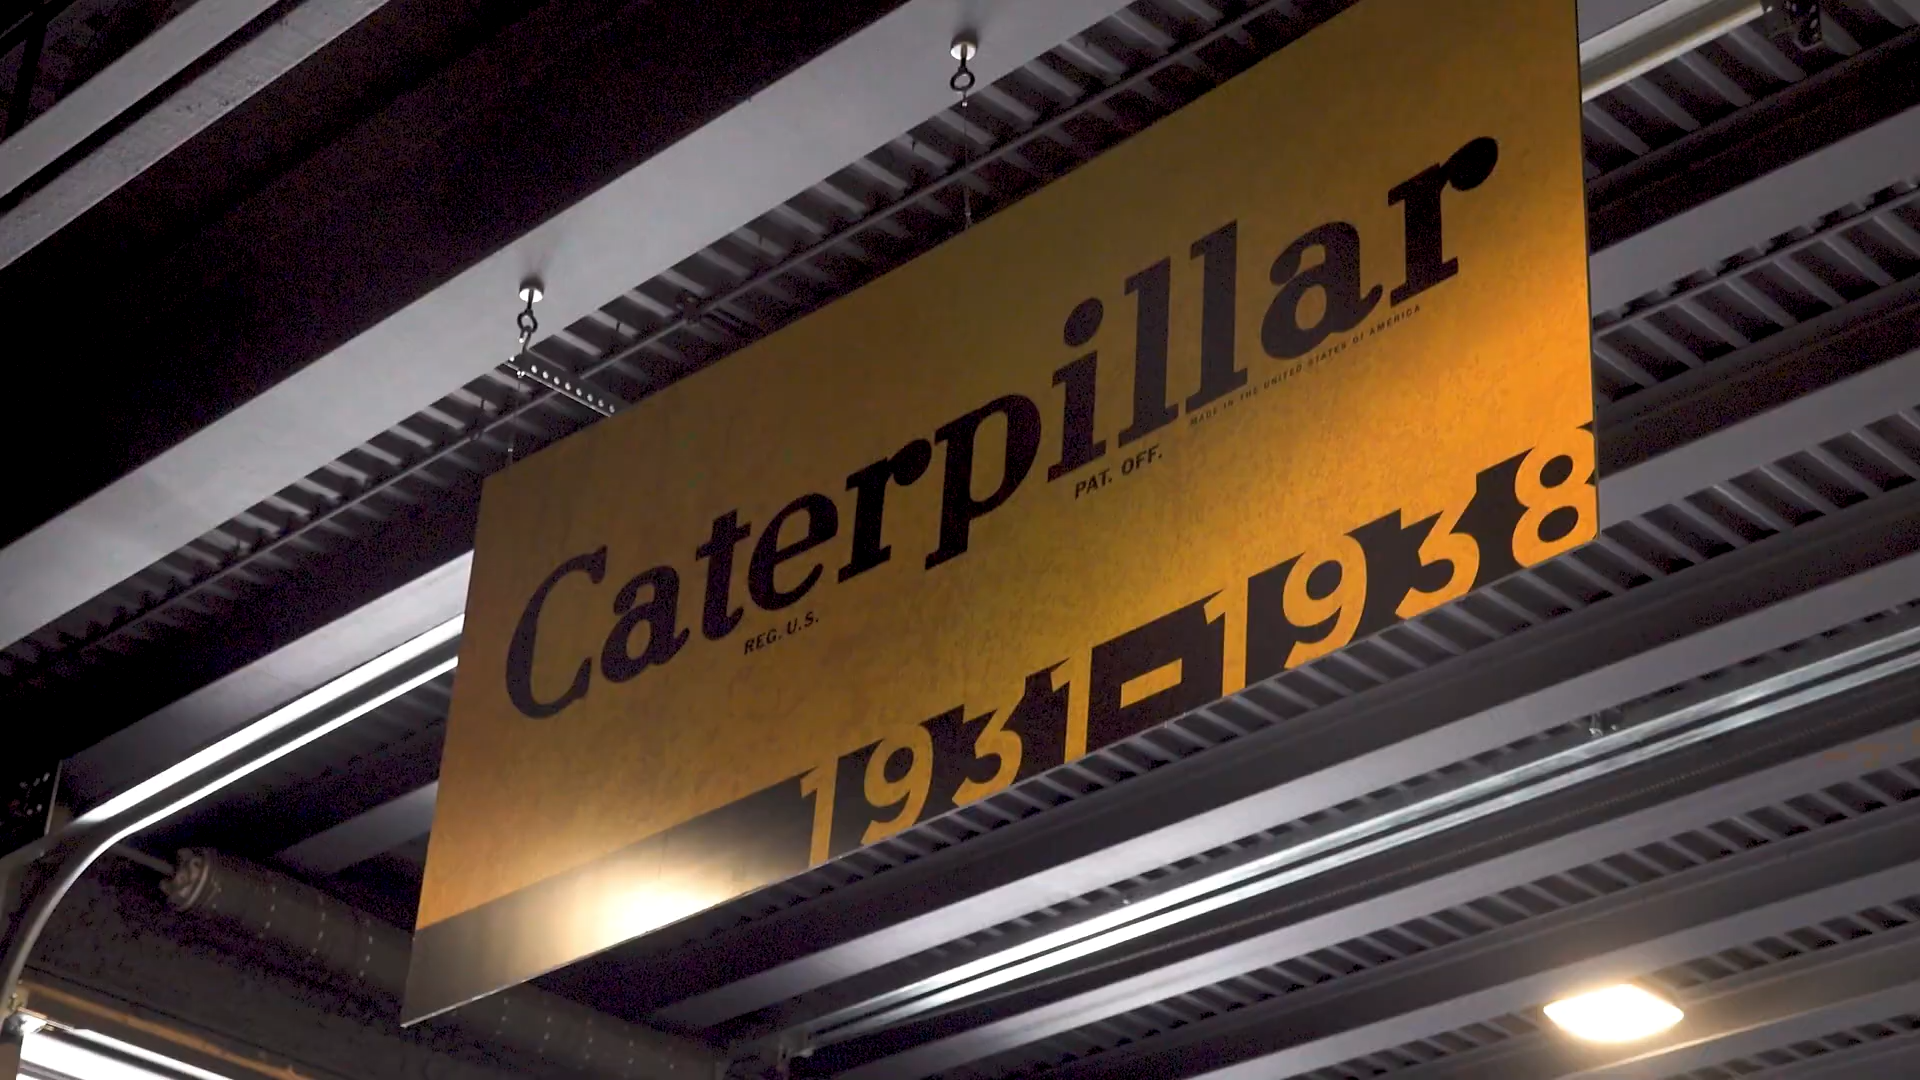 Caterpillar
REG. U.S. PAT. OFF.
MADE IN THE UNITED STATES OF AMERICA
1931-1938